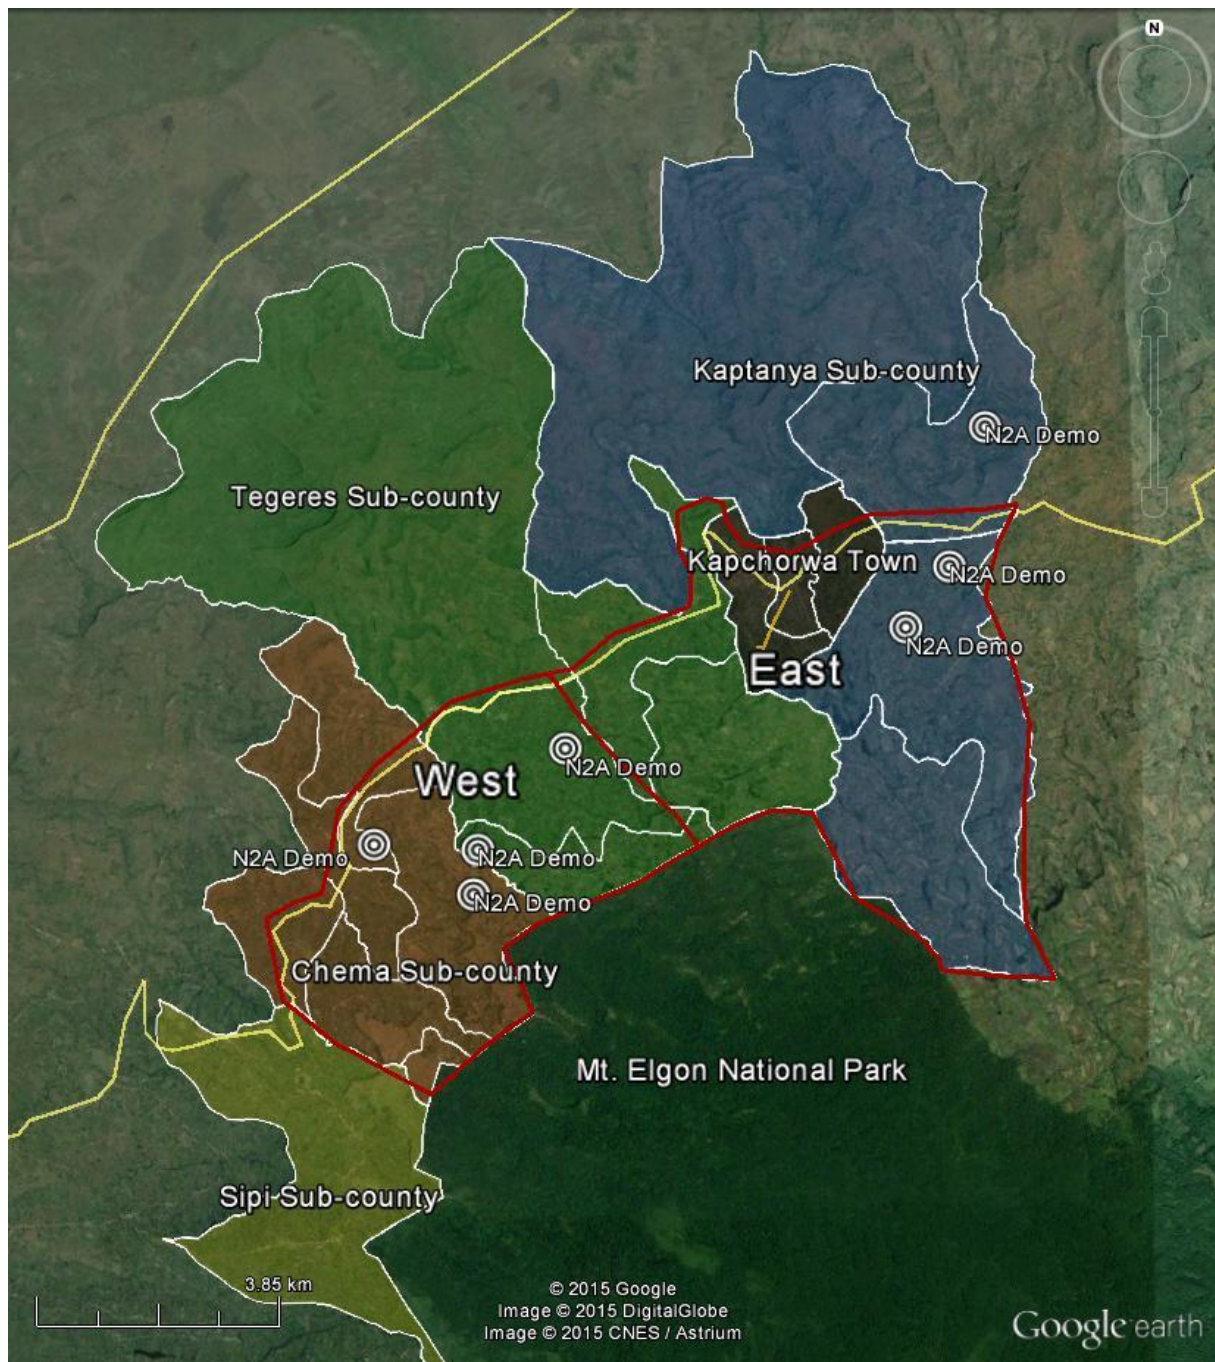 N
Kaptanya Sub-county
N2A Demo
Tegeres Sub-county
Kapchorwa Town
N2A Demo
N2A Demo
East
N2A Demo
West
N2A Demo
N2A Demo
N2A Demo
Chema Sub-county
Mt. Elgon National Park
Sipi Sub-county
3.85 km
© 2015 Google
Image © 2015 DigitalGlobe
Image © 2015 CNES / Astrium
Google earth